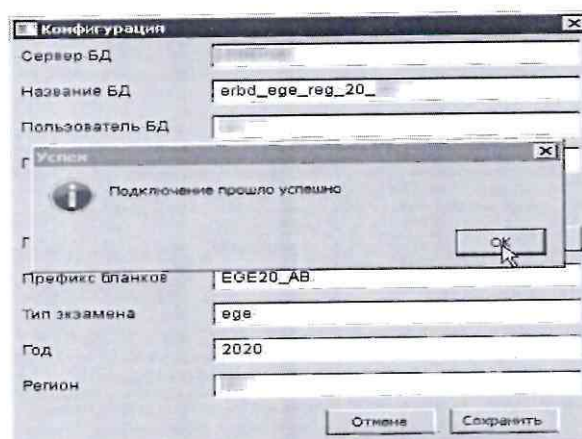 Конфигурация
Сервер БД
Название БД erbd_ege_reg_20_
Пользователь БД
Успех
Подключение прошло успешно
OK
Префикс бланков EGE20_AB
Тип экзамена ege
Год 2020
Регион
Отмена Сохранить